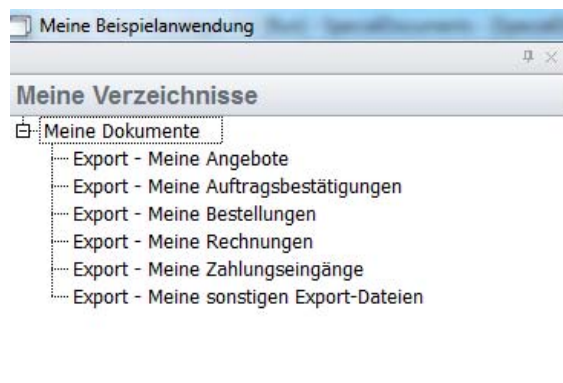 Meine Beispielanwendung
Meine Verzeichnisse
Meine Dokumente
Export - Meine Angebote
Export - Meine Auftragsbestätigungen
Export - Meine Bestellungen
Export - Meine Rechnungen
Export - Meine Zahlungseingänge
Export - Meine sonstigen Export-Dateien